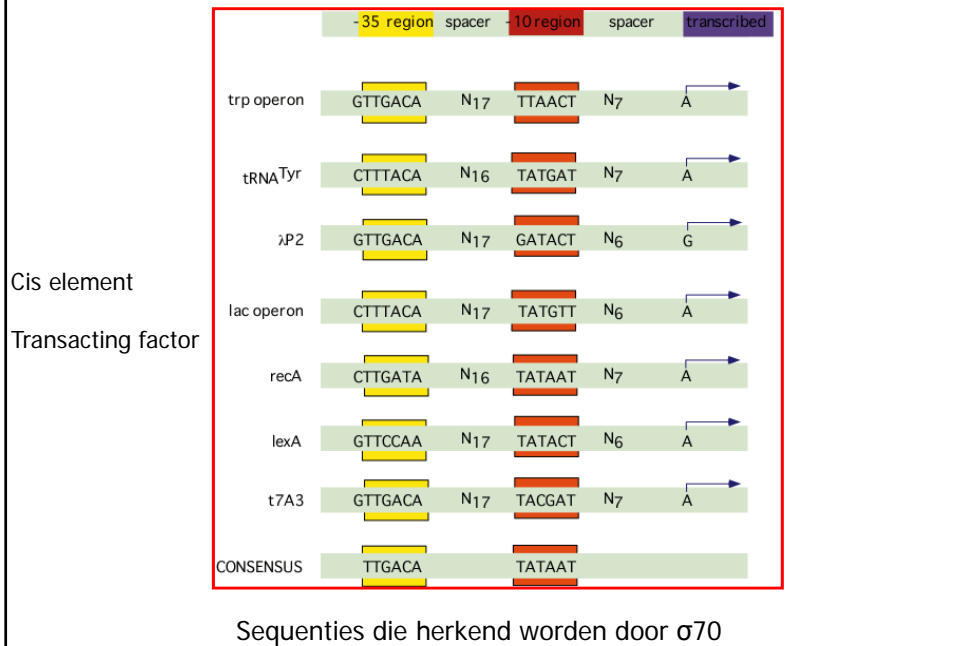 -35 region spacer -10 region spacer transcribed
trp operon GTTGACA N17 TTAACT N7 A
tRNATyr CTTTACA N16 TATGAT N7 A
λP2 GTTGACA N17 GATACT N6 G
Cis element
lac operon CTTTACA N17 TATGTT N6 A
Transacting factor
recA CTTGATA N16 TATAAT N7 A
lexA GTTCCAA N17 TATACT N6 A
t7A3 GTTGACA N17 TACGAT N7 A
CONSENSUS TTGACA TATAAT
Sequenties die herkend worden door σ70